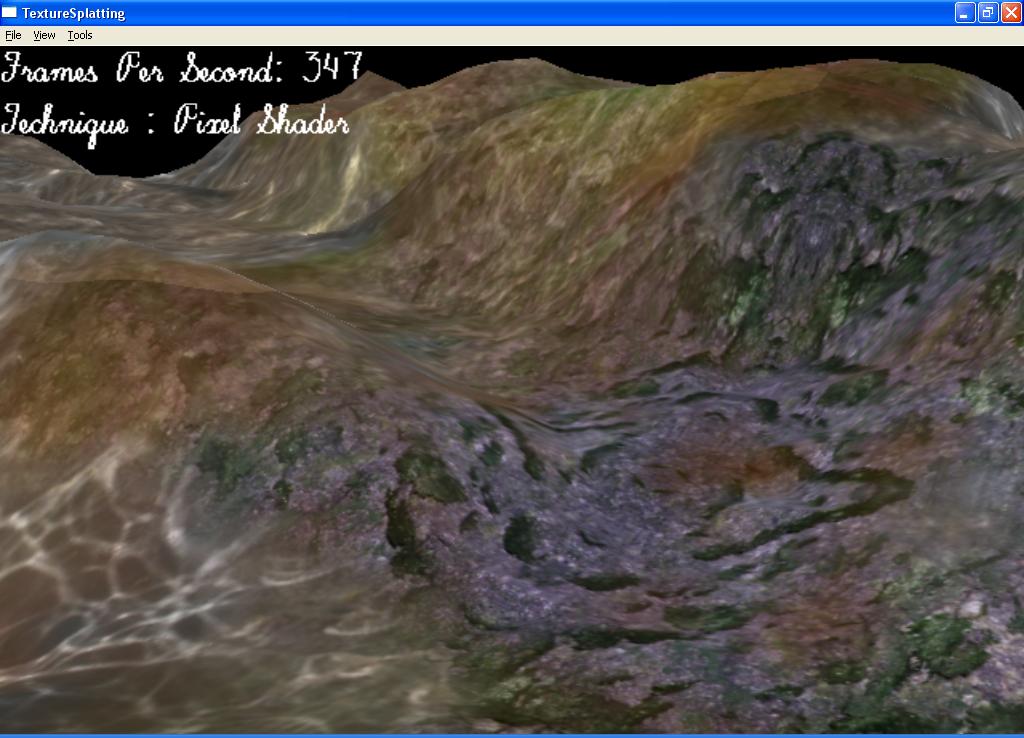 TextureSplatting
File View Tools
Frames Per Second: 347
Technique : Pixel Shader